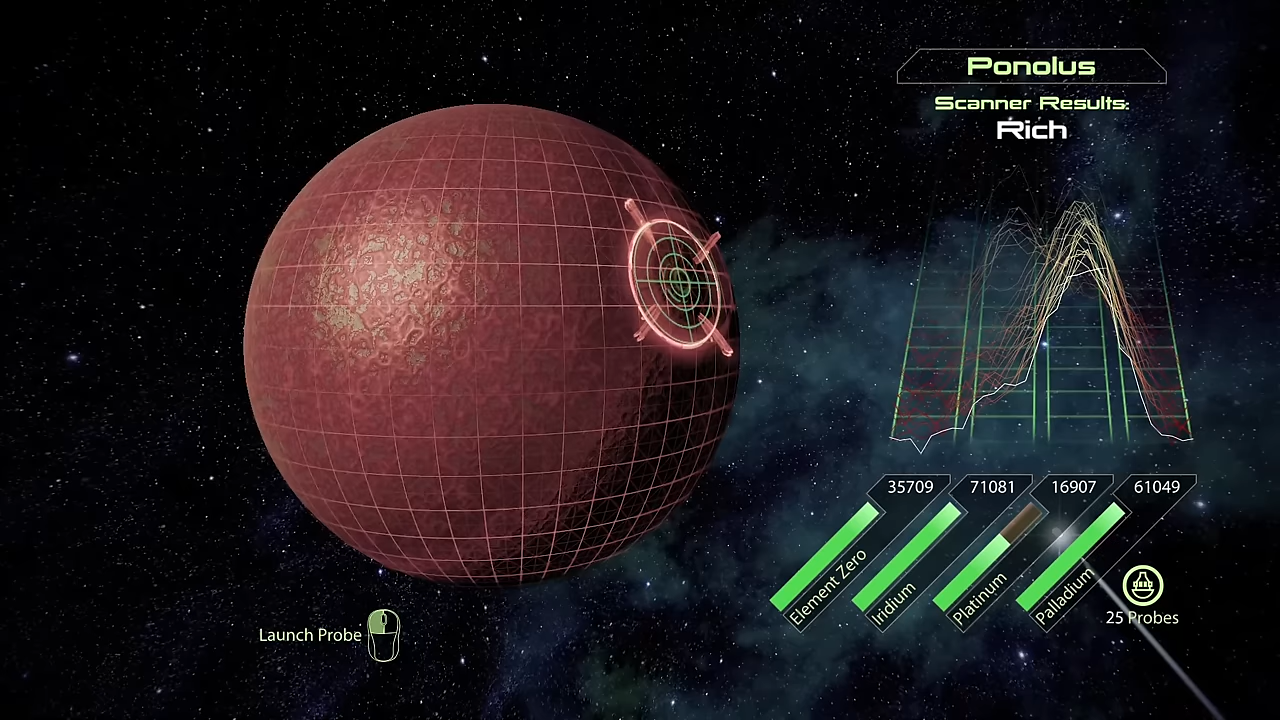 Ponolus
Scanner Results:
Rich
35709
71081
16907
61049
Element Zero
Iridium
Platinum
Palladium
25 Probes
Launch Probe